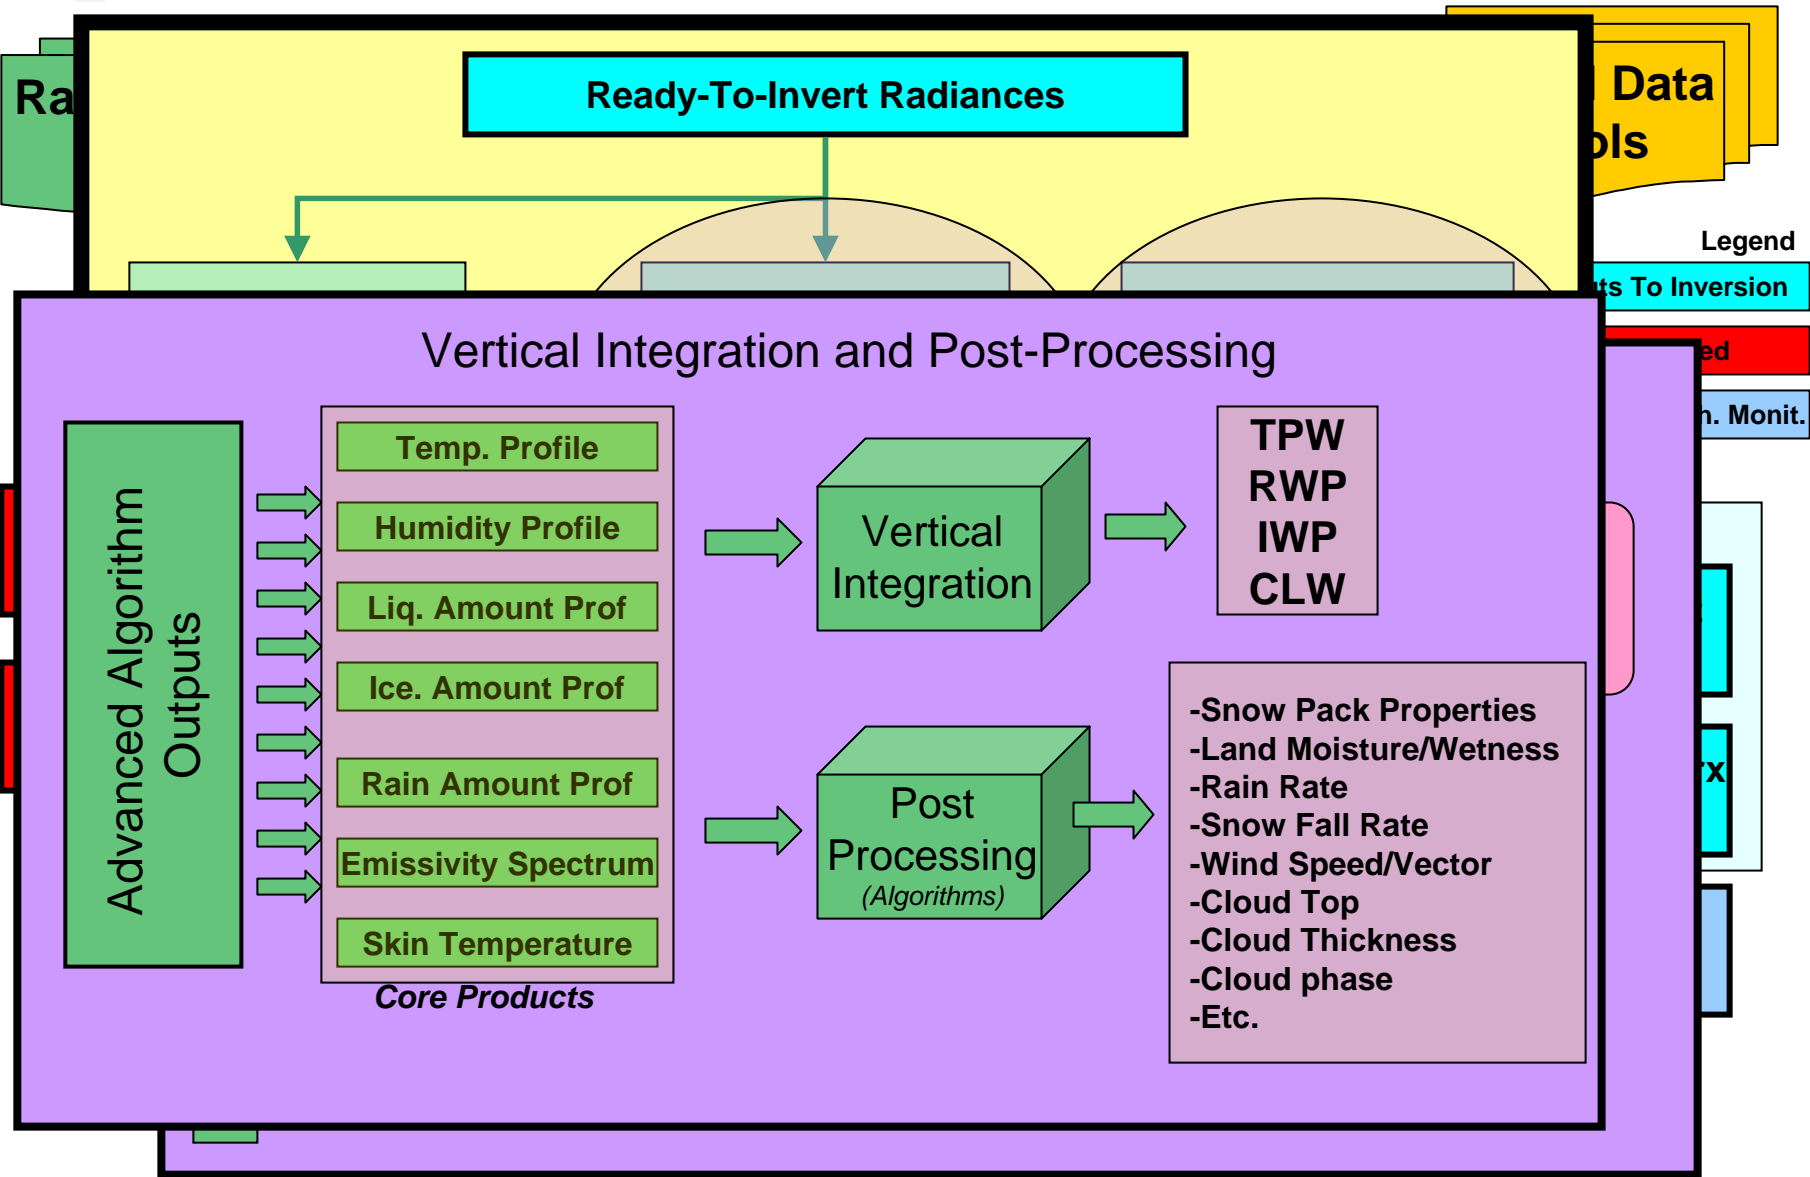 Ready-To-Invert Radiances
Data
Legend
To Inversion
Monit.
Vertical Integration and Post-Processing
Advanced Algorithm
Outputs
Temp. Profile
Humidity Profile
Liq. Amount Prof
Ice. Amount Prof
Rain Amount Prof
Emissivity Spectrum
Skin Temperature
Core Products
Vertical
Integration
TPW
RWP
IWP
CLW
Post
Processing
(Algorithms)
-Snow Pack Properties
-Land Moisture/Wetness
-Rain Rate
-Snow Fall Rate
-Wind Speed/Vector
-Cloud Top
-Cloud Thickness
-Cloud phase
-Etc.